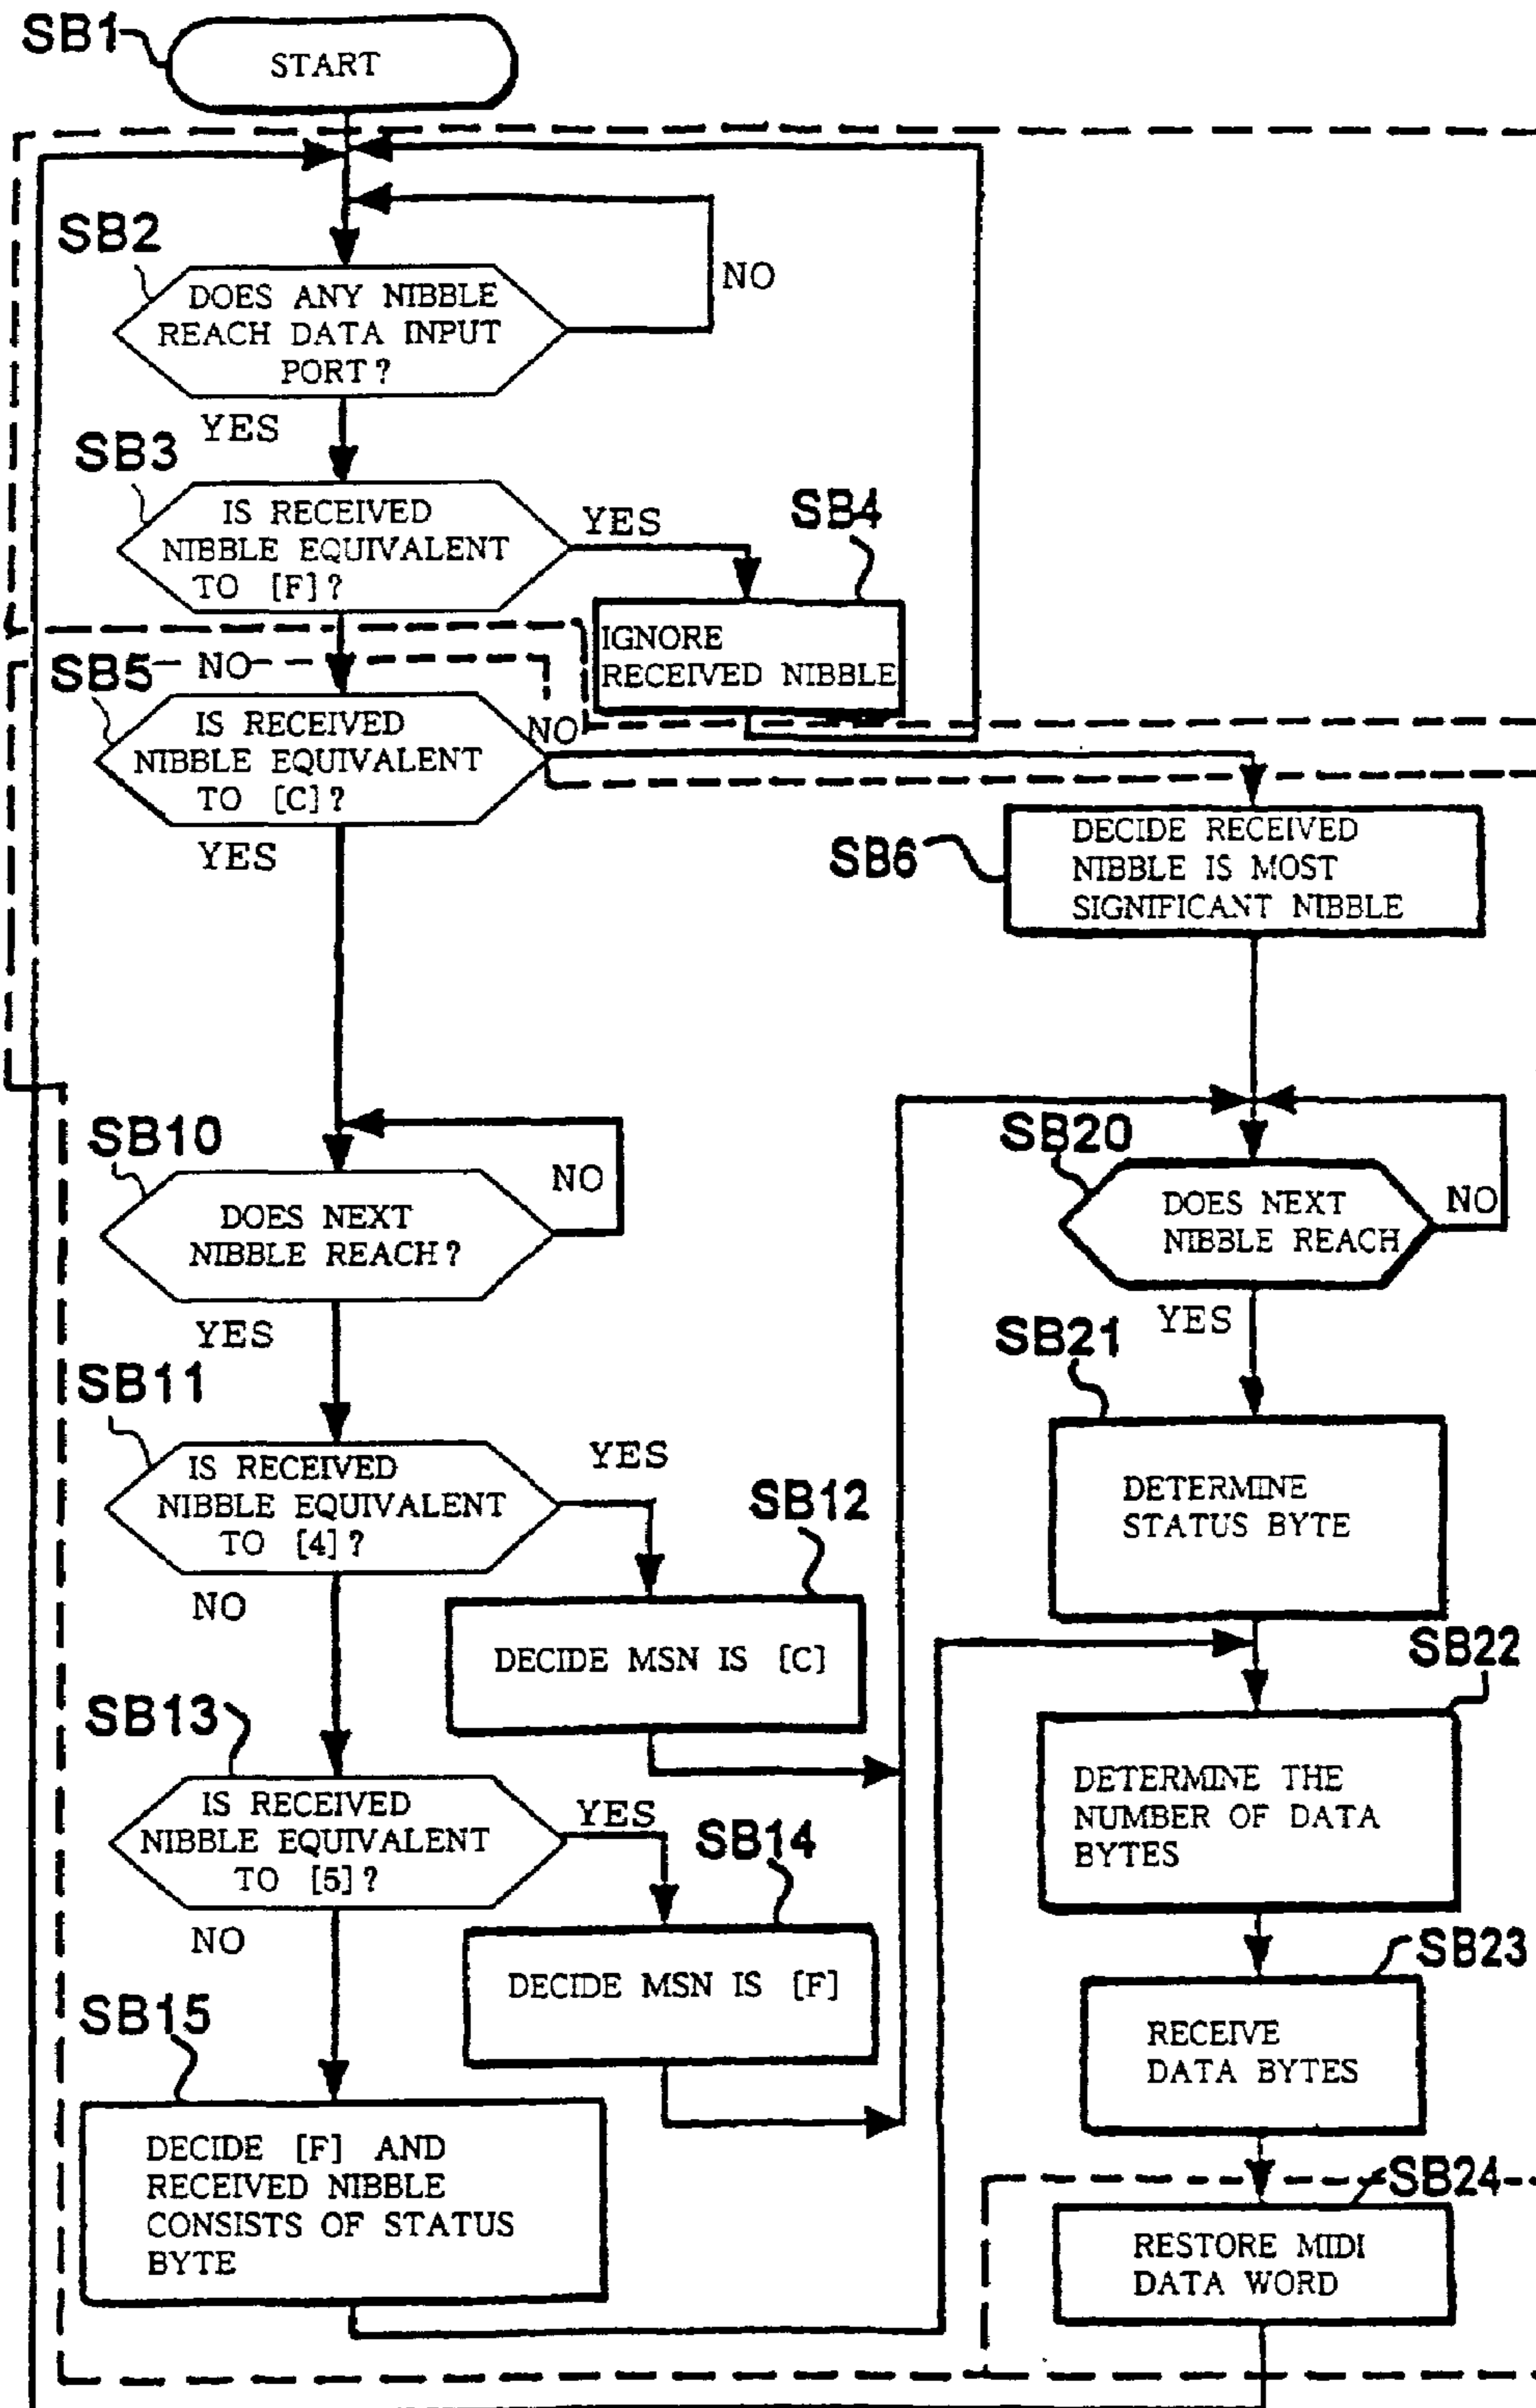 SB1
START
SB2
DOES ANY NIBBLE
REACH DATA INPUT
PORT?
NO
YES
SB3
IS RECEIVED
NIBBLE EQUIVALENT
TO [F]?
YES
SB4
IGNORE
RECEIVED NIBBLE
SB5
NO
IS RECEIVED
NIBBLE EQUIVALENT
TO [C]?
NO
YES
SB6
DECIDE RECEIVED
NIBBLE IS MOST
SIGNIFICANT NIBBLE
SB10
DOES NEXT
NIBBLE REACH?
NO
YES
SB20
DOES NEXT
NIBBLE REACH
NO
YES
SB11
IS RECEIVED
NIBBLE EQUIVALENT
TO [4]?
YES
NO
SB12
DECIDE MSN IS [C]
SB21
DETERMINE
STATUS BYTE
SB22
DETERMINE THE
NUMBER OF DATA
BYTES
SB13
IS RECEIVED
NIBBLE EQUIVALENT
TO [5]?
YES
NO
SB14
DECIDE MSN IS [F]
SB23
RECEIVE
DATA BYTES
SB15
DECIDE [F] AND
RECEIVED NIBBLE
CONSISTS OF STATUS
BYTE
SB24
RESTORE MIDI
DATA WORD